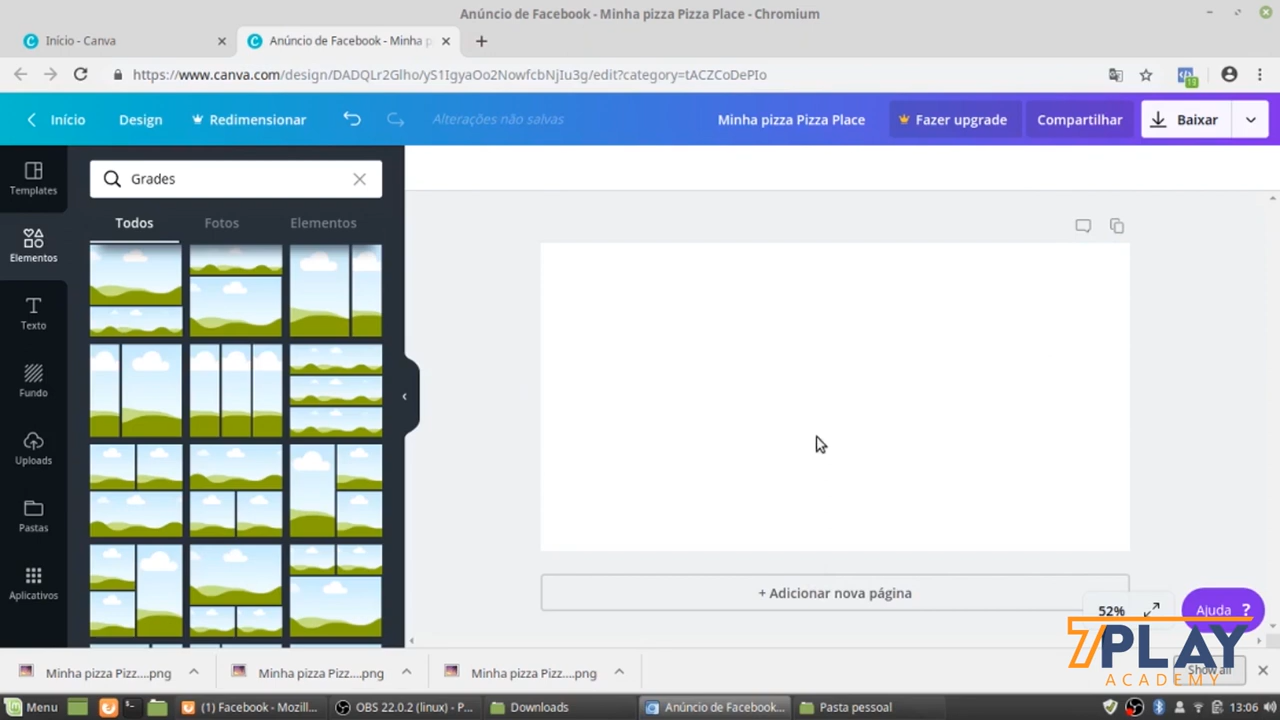 Anúncio de Facebook - Minha pizza Pizza Place - Chromium
Início - Canva
Anúncio de Facebook - Minha p
https://www.canva.com/design/DADQLr2Glho/yS1IgyaOo2NowfcbNjIu3g/edit?category=tACZCoDePIo
19
Início
Design
Redimensionar
Alterações não salvas
Minha pizza Pizza Place
Fazer upgrade
Compartilhar
Baixar
Templates
Elementos
Texto
Fundo
Uploads
Pastas
Aplicativos
Grades
Todos
Fotos
Elementos
+ Adicionar nova página
52%
Ajuda ?
7PLAY
ACADEMY
Minha pizza Pizz....png
Minha pizza Pizz....png
Minha pizza Pizz....png
Show all
Menu
(1) Facebook - Mozill...
OBS 22.0.2 (linux) - P...
Downloads
Anúncio de Facebook...
Pasta pessoal
13:06